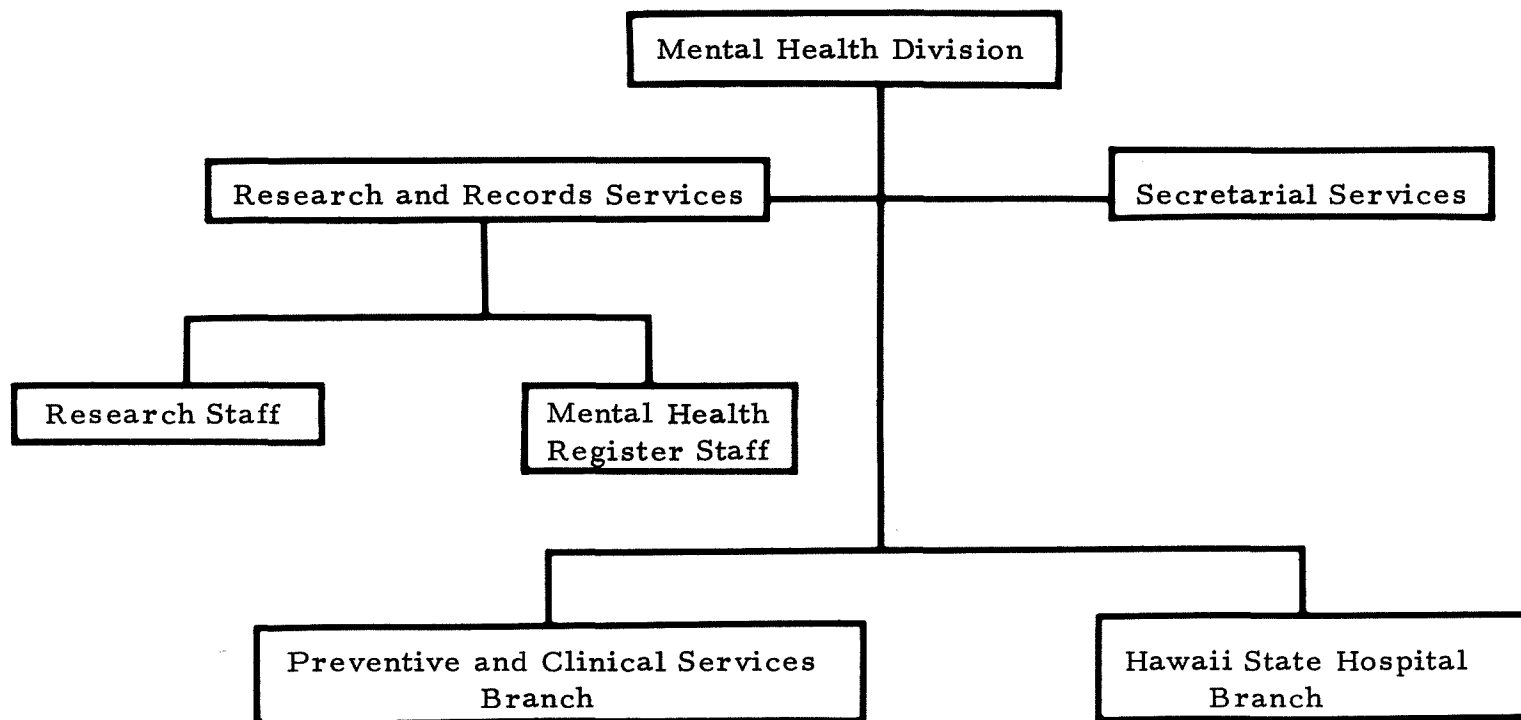 Mental Health Division
Research and Records Services
Secretarial Services
Research Staff
Mental Health
Register Staff
Preventive and Clinical Services
Branch
Hawaii State Hospital
Branch